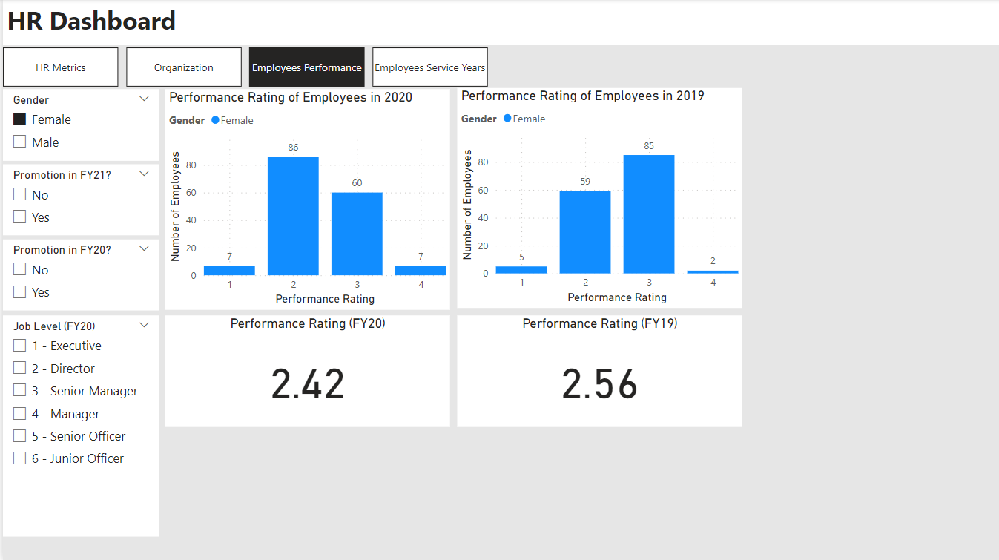 HR Dashboard
HR Metrics
Organization
Employees Performance
Employees Service Years
Gender
Female
Male
Promotion in FY21?
No
Yes
Promotion in FY20?
No
Yes
Job Level (FY20)
1 - Executive
2 - Director
3 - Senior Manager
4 - Manager
5 - Senior Officer
6 - Junior Officer
Performance Rating of Employees in 2020
Gender Female
Number of Employees
80
60
40
20
0
7
86
60
7
1 2 3 4
Performance Rating
Performance Rating of Employees in 2019
Gender Female
Number of Employees
80
60
40
20
0
5
59
85
2
1 2 3 4
Performance Rating
Performance Rating (FY20)
2.42
Performance Rating (FY19)
2.56